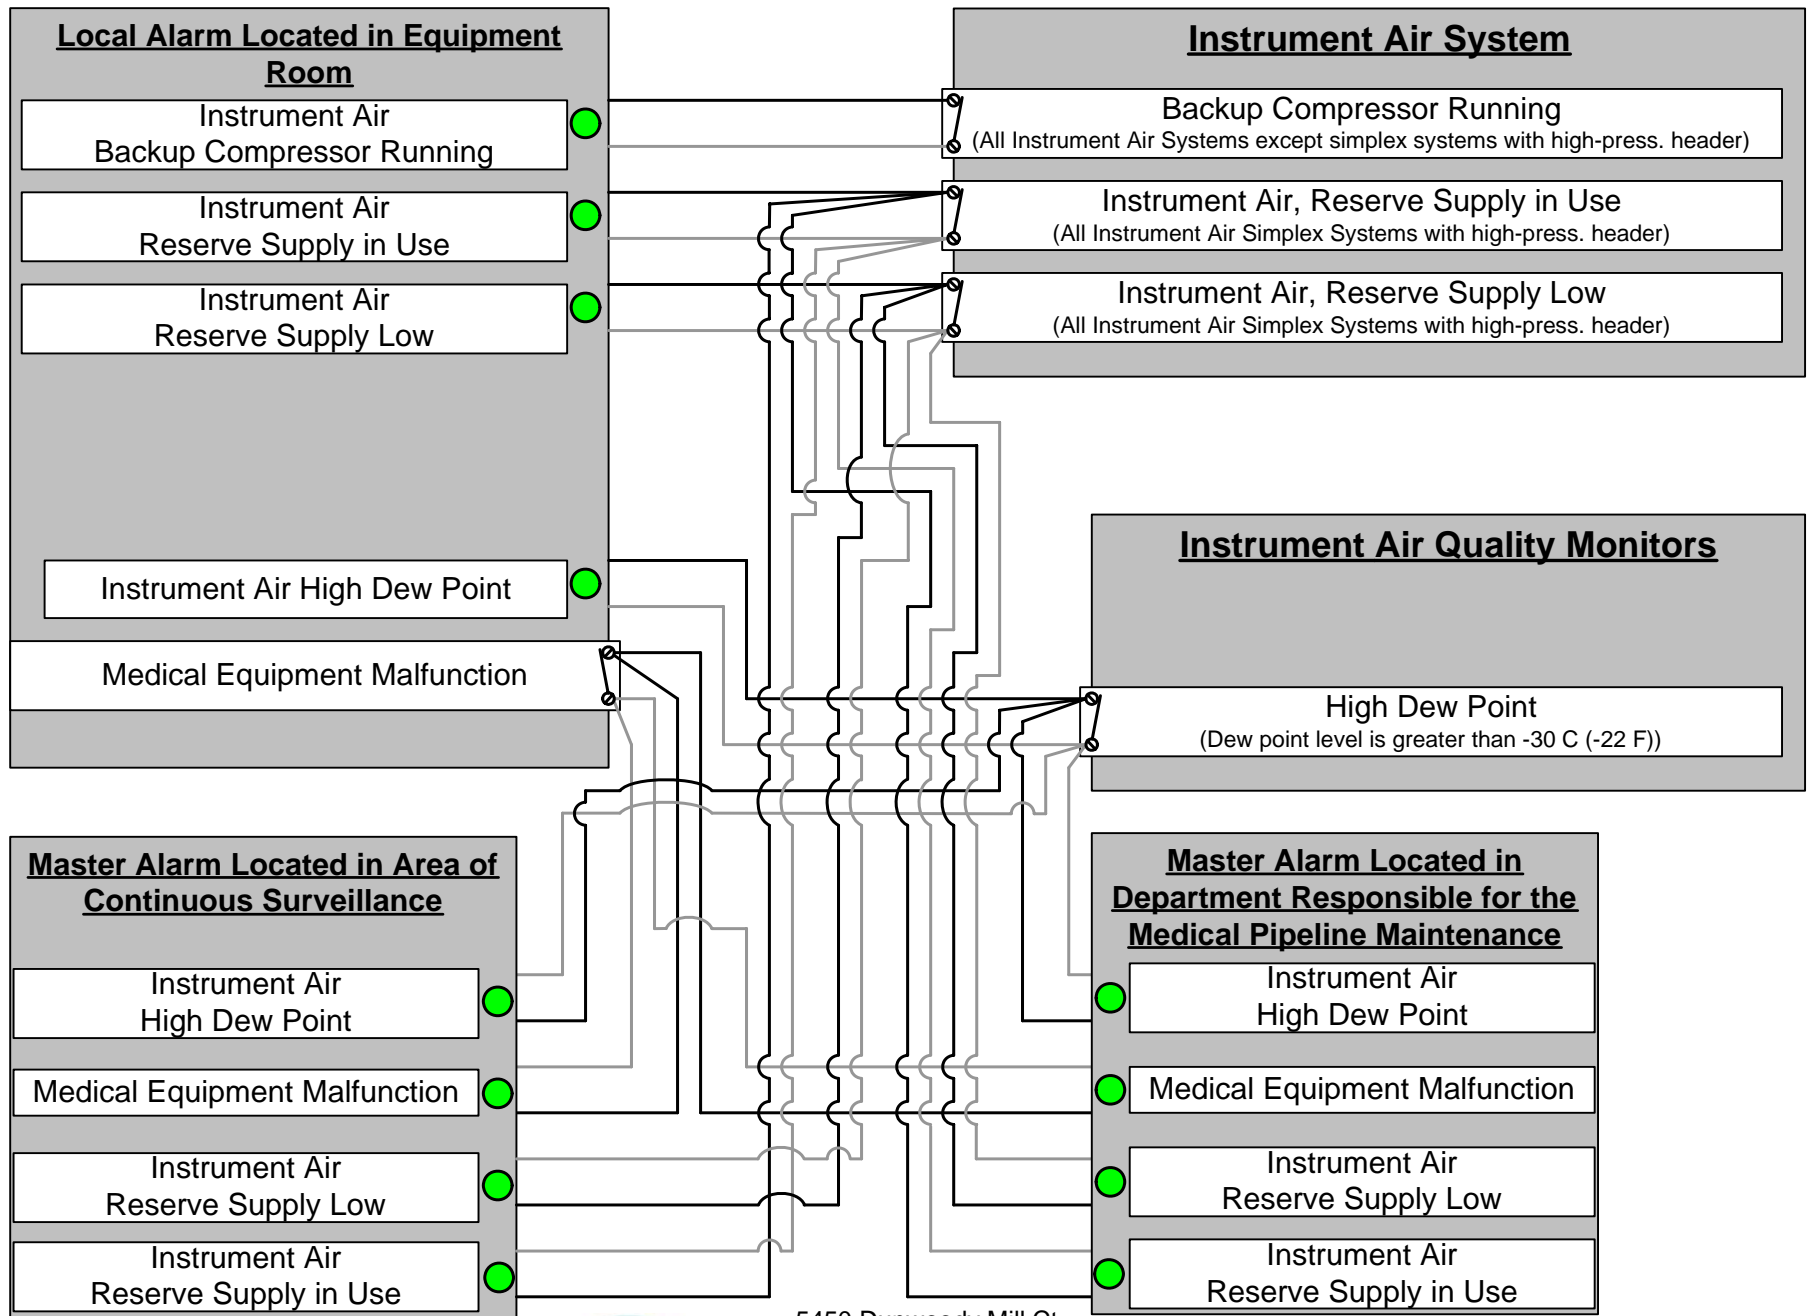 Local Alarm Located in Equipment
Room
Instrument Air
Backup Compressor Running
Instrument Air
Reserve Supply in Use
Instrument Air
Reserve Supply Low
Instrument Air High Dew Point
Medical Equipment Malfunction
Instrument Air System
Backup Compressor Running
(All Instrument Air Systems except simplex systems with high-press. header)
Instrument Air, Reserve Supply in Use
(All Instrument Air Simplex Systems with high-press. header)
Instrument Air, Reserve Supply Low
(All Instrument Air Simplex Systems with high-press. header)
Instrument Air Quality Monitors
High Dew Point
(Dew point level is greater than -30 C (-22 F))
Master Alarm Located in Area of
Continuous Surveillance
Instrument Air
High Dew Point
Medical Equipment Malfunction
Instrument Air
Reserve Supply Low
Instrument Air
Reserve Supply in Use
Master Alarm Located in
Department Responsible for the
Medical Pipeline Maintenance
Instrument Air
High Dew Point
Medical Equipment Malfunction
Instrument Air
Reserve Supply Low
Instrument Air
Reserve Supply in Use